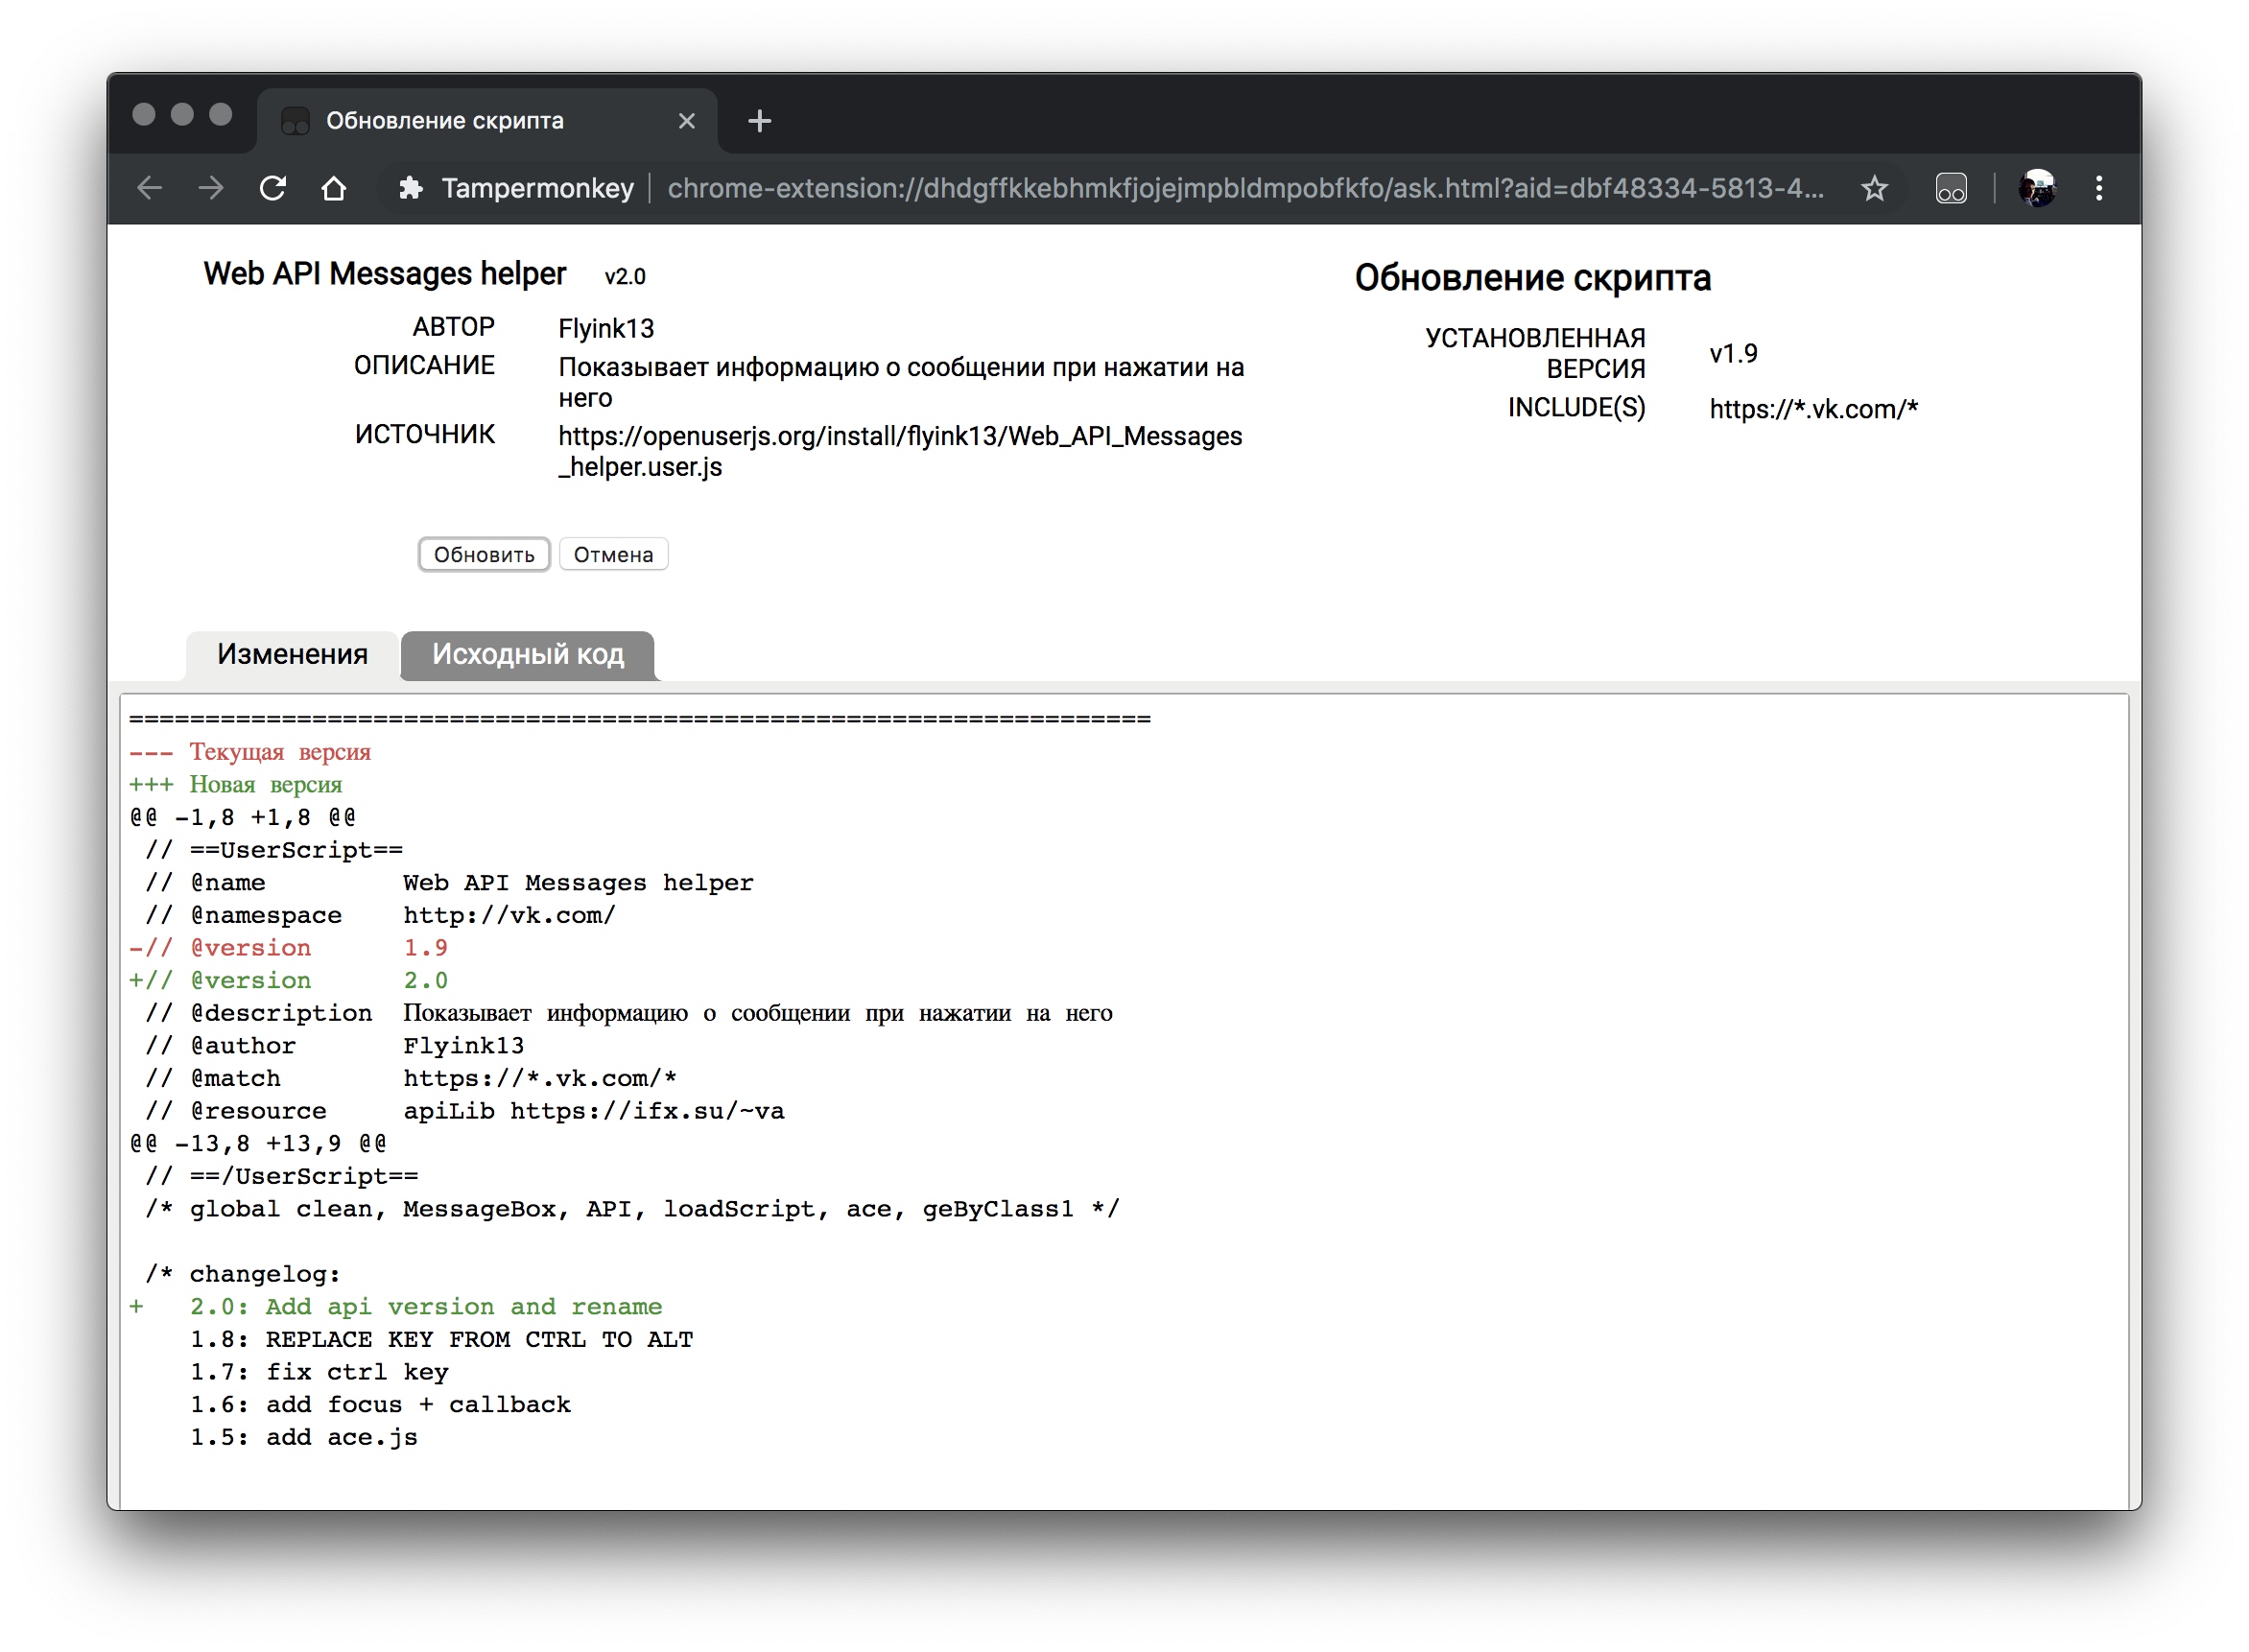 Обновление скрипта
Tampermonkey
chrome-extension://dhdgffkkebhmkfjojejmpbldmpobfkfo/ask.html?aid=dbf48334-5813-4...
Web API Messages helper v2.0
АВТОР Flyink13
ОПИСАНИЕ Показывает информацию о сообщении при нажатии на
него
ИСТОЧНИК https://openuserjs.org/install/flyink13/Web_API_Messages
_helper.user.js
Обновление скрипта
УСТАНОВЛЕННАЯ
ВЕРСИЯ v1.9
INCLUDE(S) https://*.vk.com/*
Обновить Отмена
Изменения Исходный код
===================================================================
--- Текущая версия
+++ Новая версия
@@ -1,8 +1,8 @@
 // ==UserScript==
 // @name         Web API Messages helper
 // @namespace    http://vk.com/
-// @version      1.9
+// @version      2.0
 // @description  Показывает информацию о сообщении при нажатии на него
 // @author       Flyink13
 // @match        https://*.vk.com/*
 // @resource     apiLib https://ifx.su/~va
@@ -13,8 +13,9 @@
 // ==/UserScript==
 /* global clean, MessageBox, API, loadScript, ace, geByClass1 */
 /* changelog:
+   2.0: Add api version and rename
    1.8: REPLACE KEY FROM CTRL TO ALT
    1.7: fix ctrl key
    1.6: add focus + callback
    1.5: add ace.js